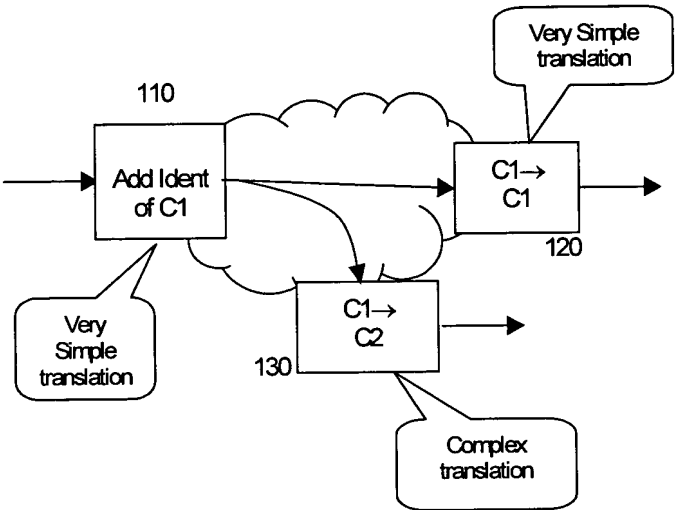 Very Simple
translation
110
Add Ident
of C1
C1→
C1
120
Very
Simple
translation
C1→
C2
130
Complex
translation